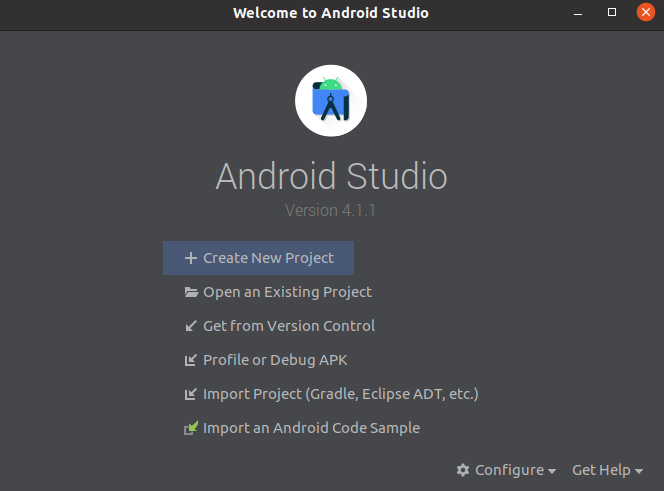 Welcome to Android Studio
Android Studio
Version 4.1.1
Create New Project
Open an Existing Project
Get from Version Control
Profile or Debug APK
Import Project (Gradle, Eclipse ADT, etc.)
Import an Android Code Sample
Configure Get Help